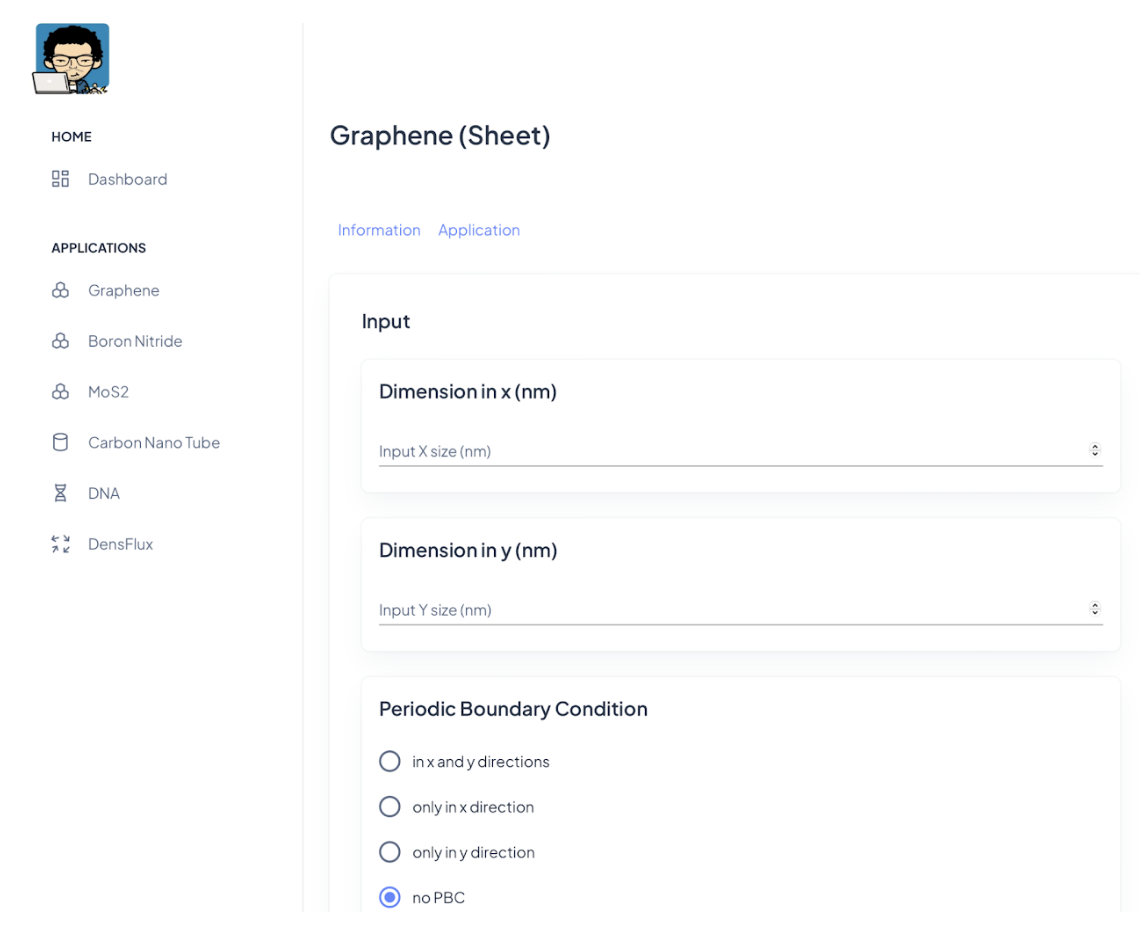 HOME
Dashboard
APPLICATIONS
Graphene
Boron Nitride
MoS2
Carbon Nano Tube
DNA
DensFlux
Graphene (Sheet)
Information Application
Input
Dimension in x (nm)
Input X size (nm)
Dimension in y (nm)
Input Y size (nm)
Periodic Boundary Condition
in x and y directions
only in x direction
only in y direction
no PBC